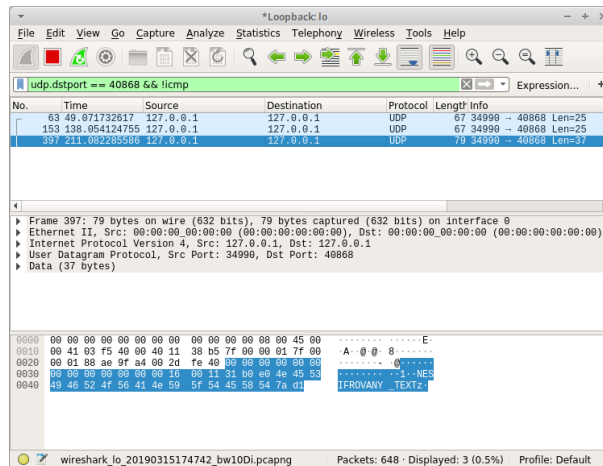 *Loopback: lo
File Edit View Go Capture Analyze Statistics Telephony Wireless Tools Help
udp.dstport == 40868 && !icmp Expression... +
No. Time Source Destination Protocol Length Info
63 49.071732617 127.0.0.1 127.0.0.1 UDP 67 34990 → 40868 Len=25
153 138.054124755 127.0.0.1 127.0.0.1 UDP 67 34990 → 40868 Len=25
397 211.082285586 127.0.0.1 127.0.0.1 UDP 79 34990 → 40868 Len=37
Frame 397: 79 bytes on wire (632 bits), 79 bytes captured (632 bits) on interface 0
Ethernet II, Src: 00:00:00_00:00:00 (00:00:00:00:00:00), Dst: 00:00:00_00:00:00 (00:00:00:00:00:00)
Internet Protocol Version 4, Src: 127.0.0.1, Dst: 127.0.0.1
User Datagram Protocol, Src Port: 34990, Dst Port: 40868
Data (37 bytes)
0000 00 00 00 00 00 00 00 00 00 00 00 00 08 00 45 00 ········ ······E·
0010 00 41 03 f5 40 00 40 11 38 b5 7f 00 00 01 7f 00 ·A··@·@· 8·······
0020 00 01 88 ae 9f a4 00 2d fe 40 00 00 00 00 00 00 ·······- ·@······
0030 00 00 00 00 00 00 16 00 11 31 b0 e0 4e 45 53 ········ ··1··NES
0040 49 46 52 4f 56 41 4e 59 5f 54 45 58 54 7a d1 IFROVANY _TEXTz·
wireshark_lo_20190315174742_bw10Di.pcapng Packets: 648 · Displayed: 3 (0.5%) Profile: Default